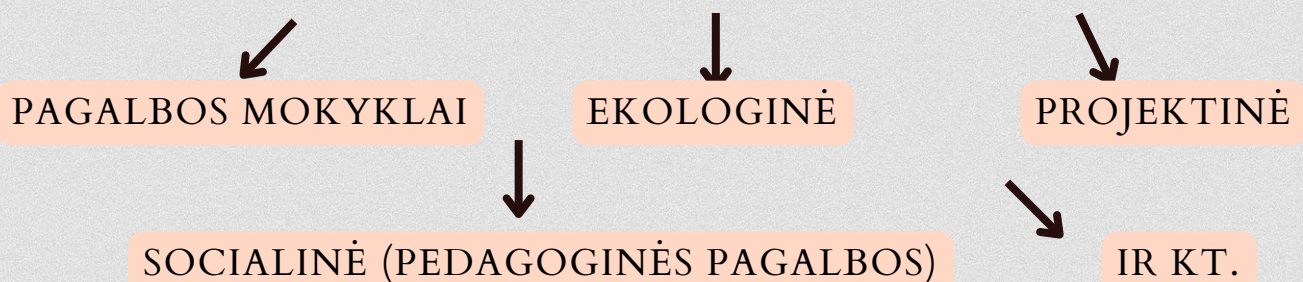 PAGALBOS MOKYKLAI
EKOLOGINĖ
PROJEKTINĖ
SOCIALINĖ (PEDAGOGINĖS PAGALBOS)
IR KT.